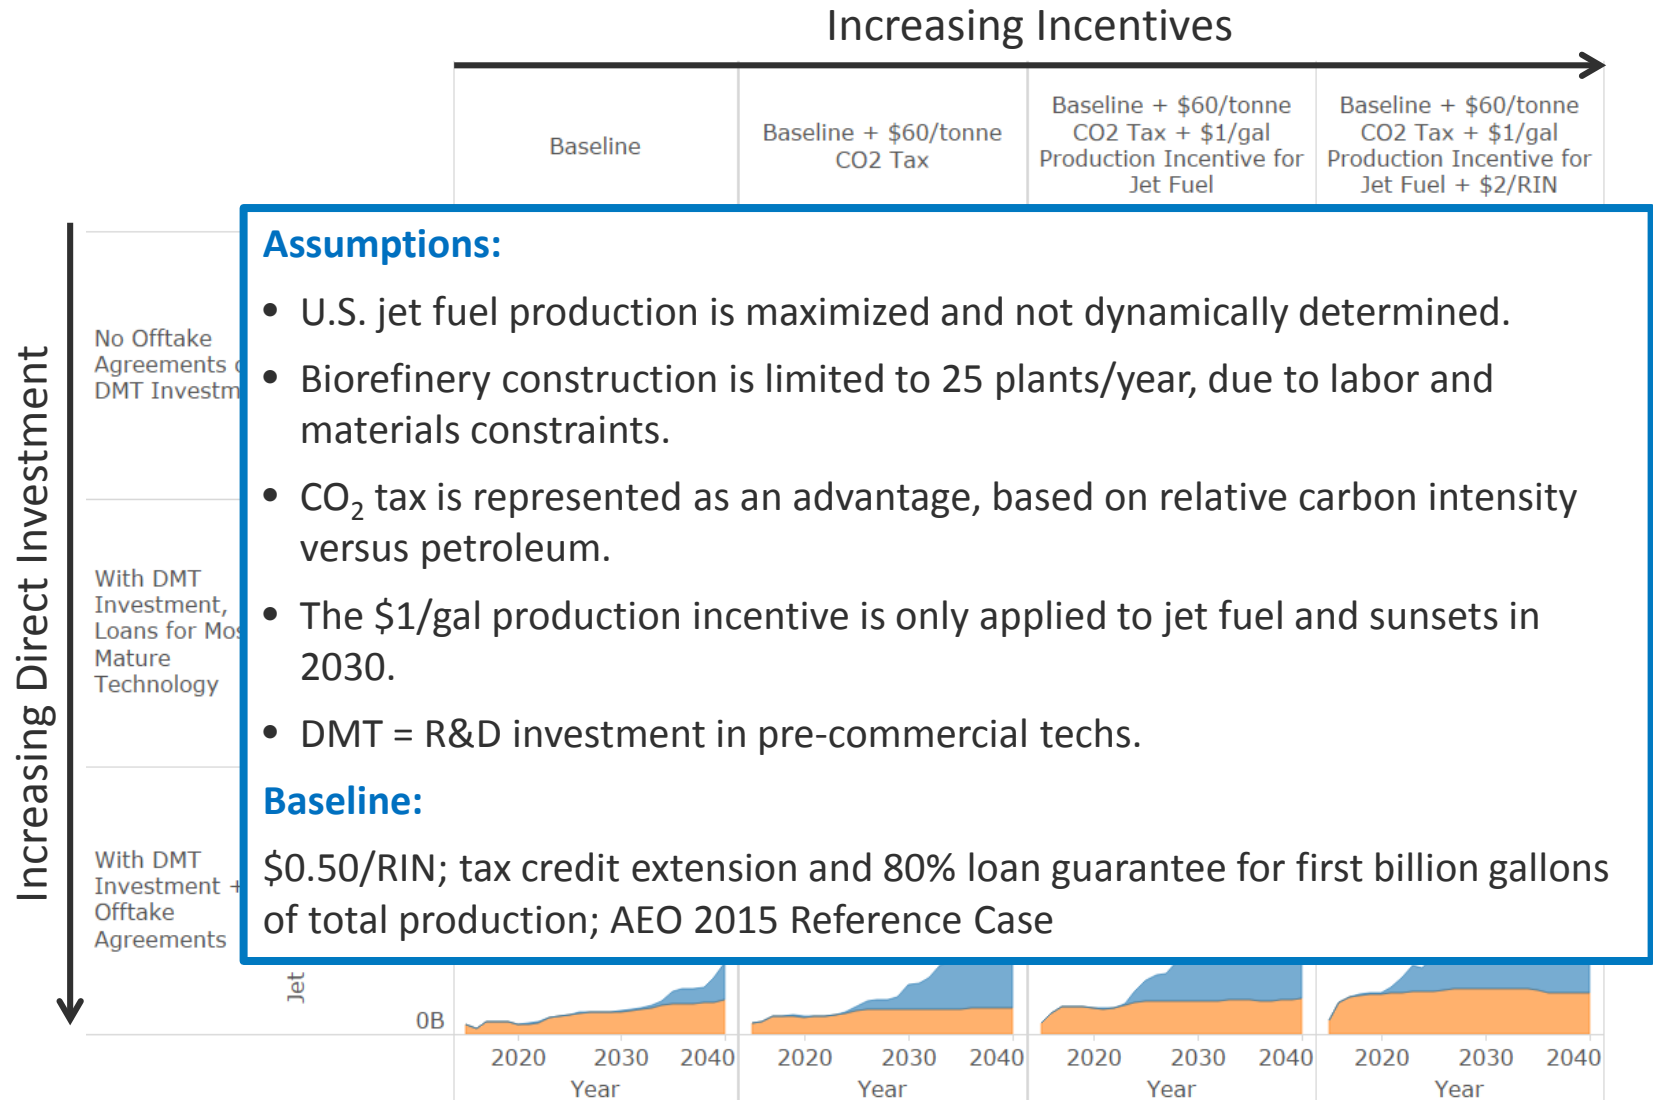 Increasing Incentives
Baseline
Baseline + $60/tonne
CO2 Tax
Baseline + $60/tonne
CO2 Tax + $1/gal
Production Incentive for
Jet Fuel
Baseline + $60/tonne
CO2 Tax + $1/gal
Production Incentive for
Jet Fuel + $2/RIN
Increasing Direct Investment
No Offtake
Agreements
DMT
With DMT
Investment,
Loans for
Mature
Technology
With DMT
Investment +
Offtake
Agreements
Assumptions:
• U.S. jet fuel production is maximized and not dynamically determined.
• Biorefinery construction is limited to 25 plants/year, due to labor and
materials constraints.
• CO₂ tax is represented as an advantage, based on relative carbon intensity
versus petroleum.
• The $1/gal production incentive is only applied to jet fuel and sunsets in
2030.
• DMT = R&D investment in pre-commercial techs.
Baseline:
$0.50/RIN; tax credit extension and 80% loan guarantee for first billion gallons
of total production; AEO 2015 Reference Case
Jet
0B
2020 2030 2040
Year
2020 2030 2040
Year
2020 2030 2040
Year
2020 2030 2040
Year